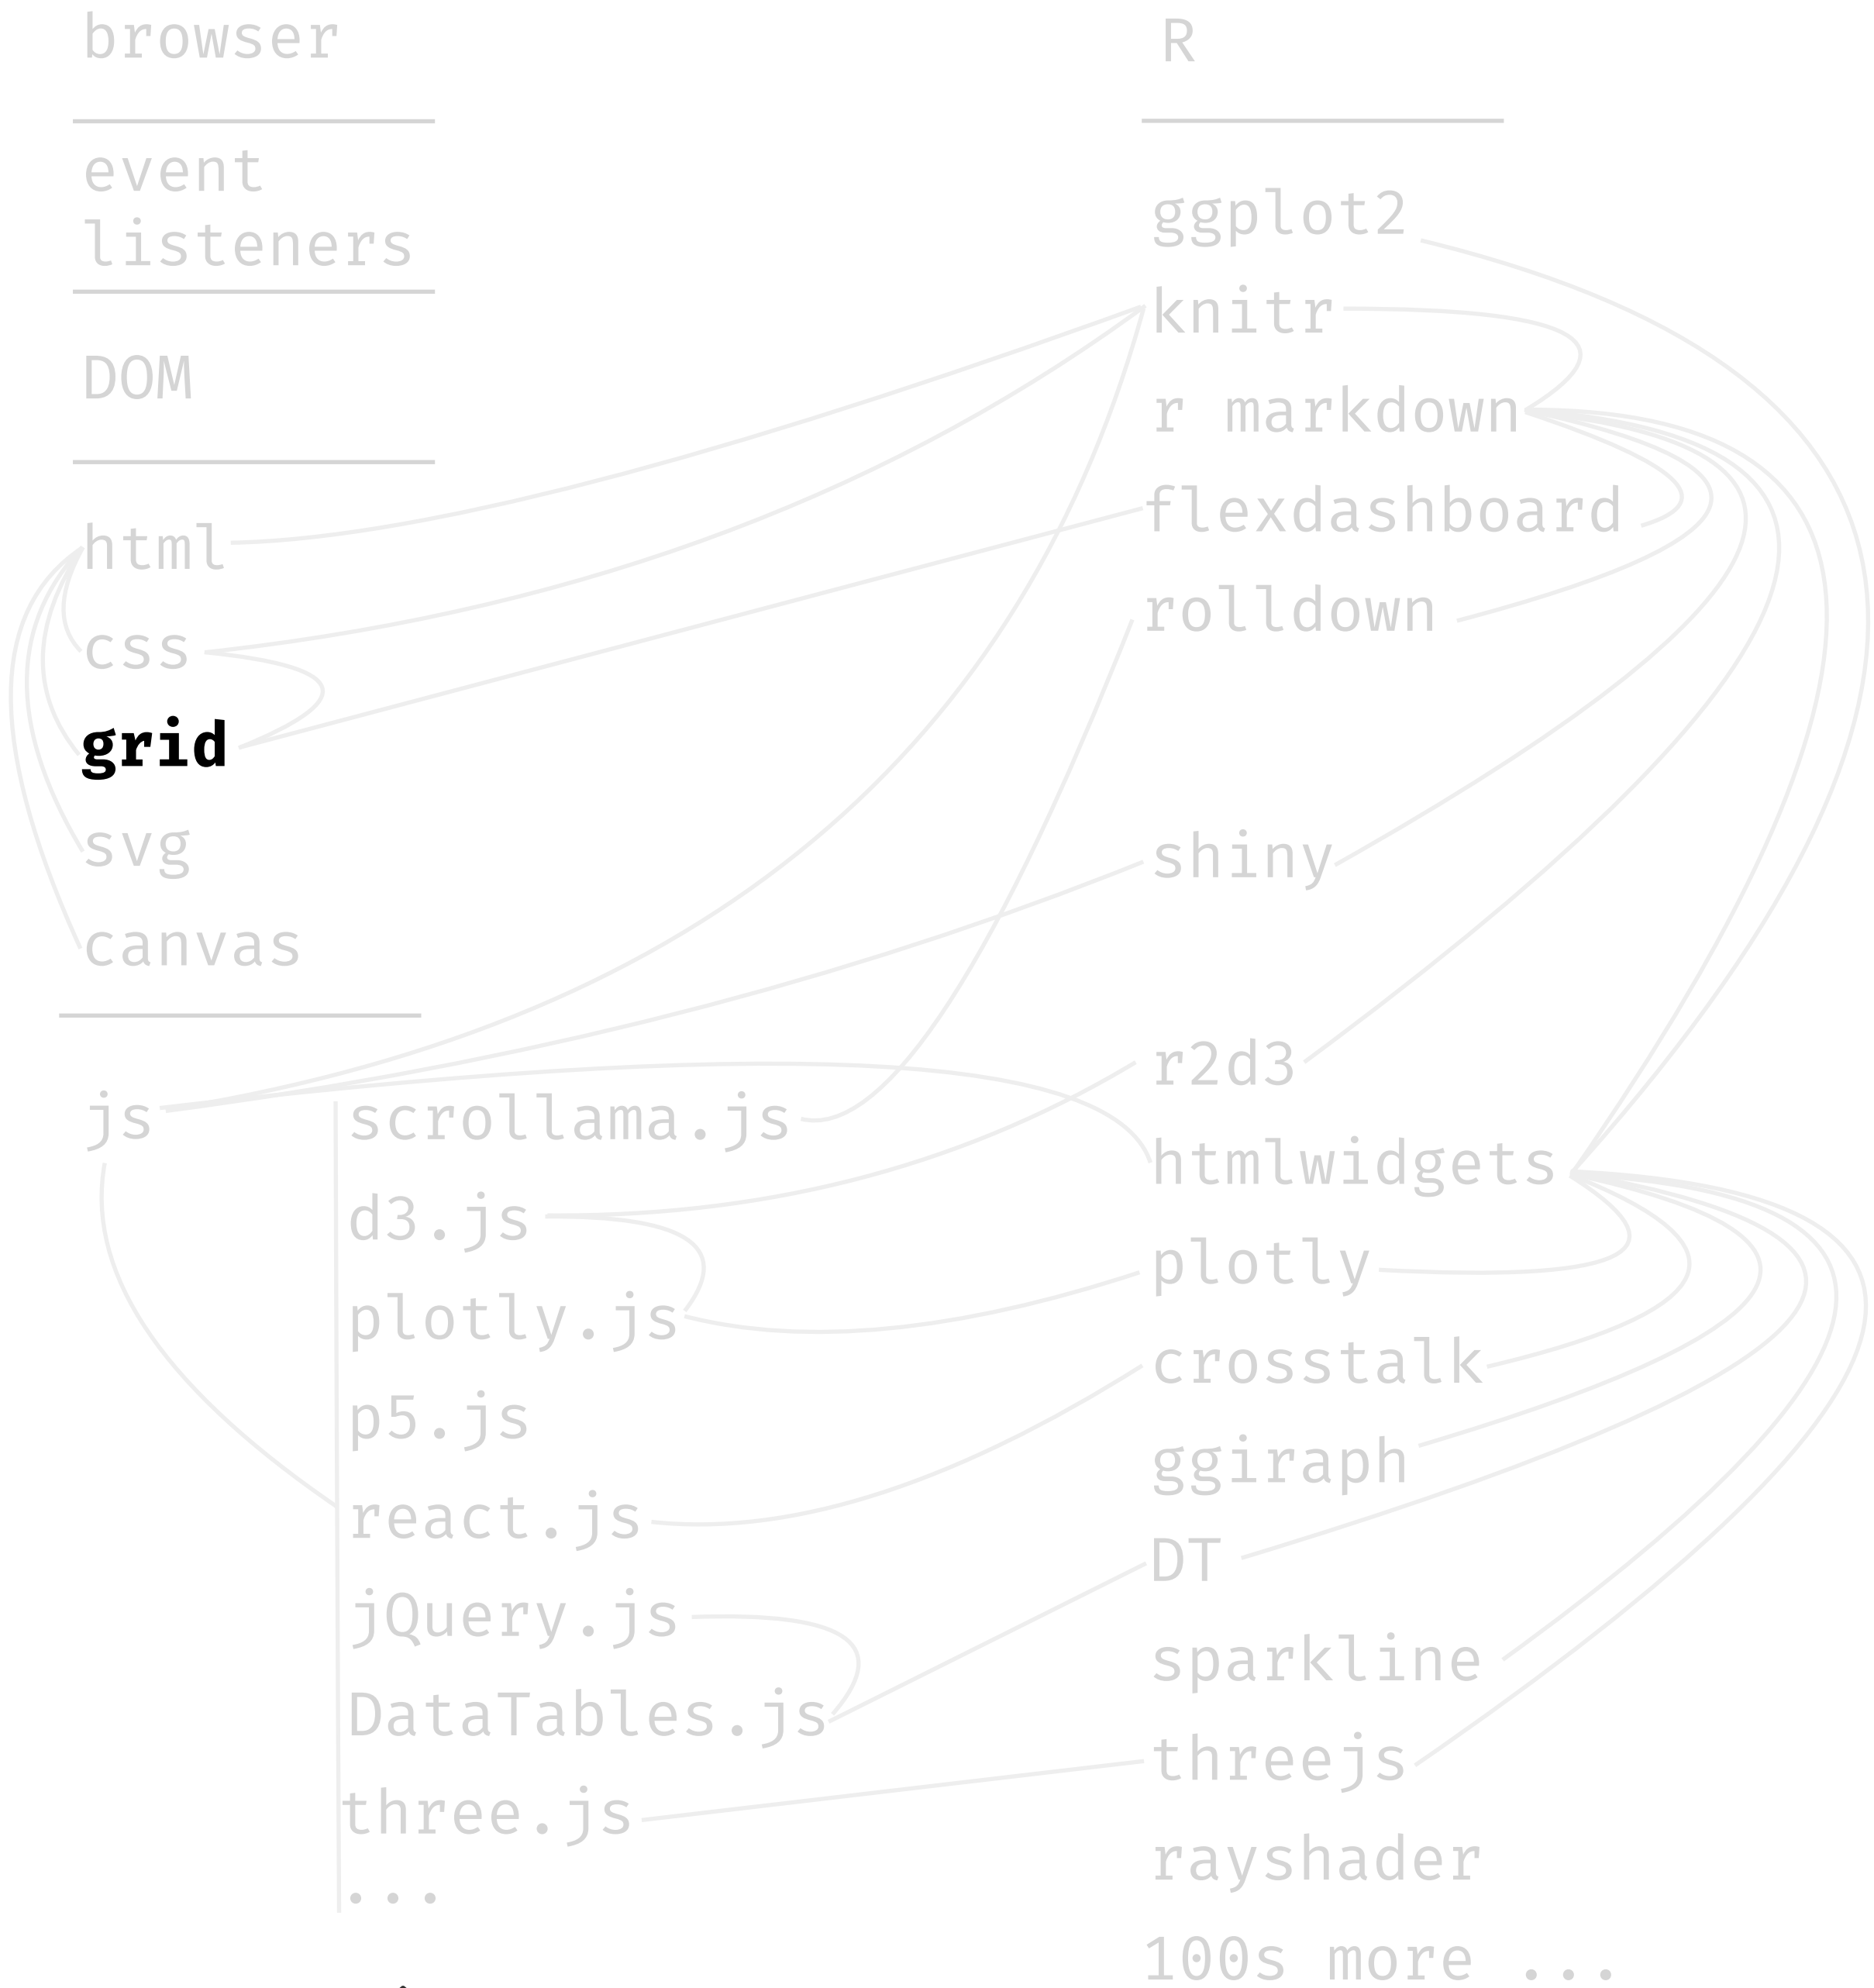 browser
event
listeners
DOM
html
css
grid
svg
canvas
js
scrollama.js
d3.js
plotly.js
p5.js
react.js
jQuery.js
DataTables.js
three.js
...
R
ggplot2
knitr
r markdown
flexdashboard
rolldown
shiny
r2d3
htmlwidgets
plotly
crosstalk
ggiraph
DT
sparkline
threejs
rayshader
100s more ...